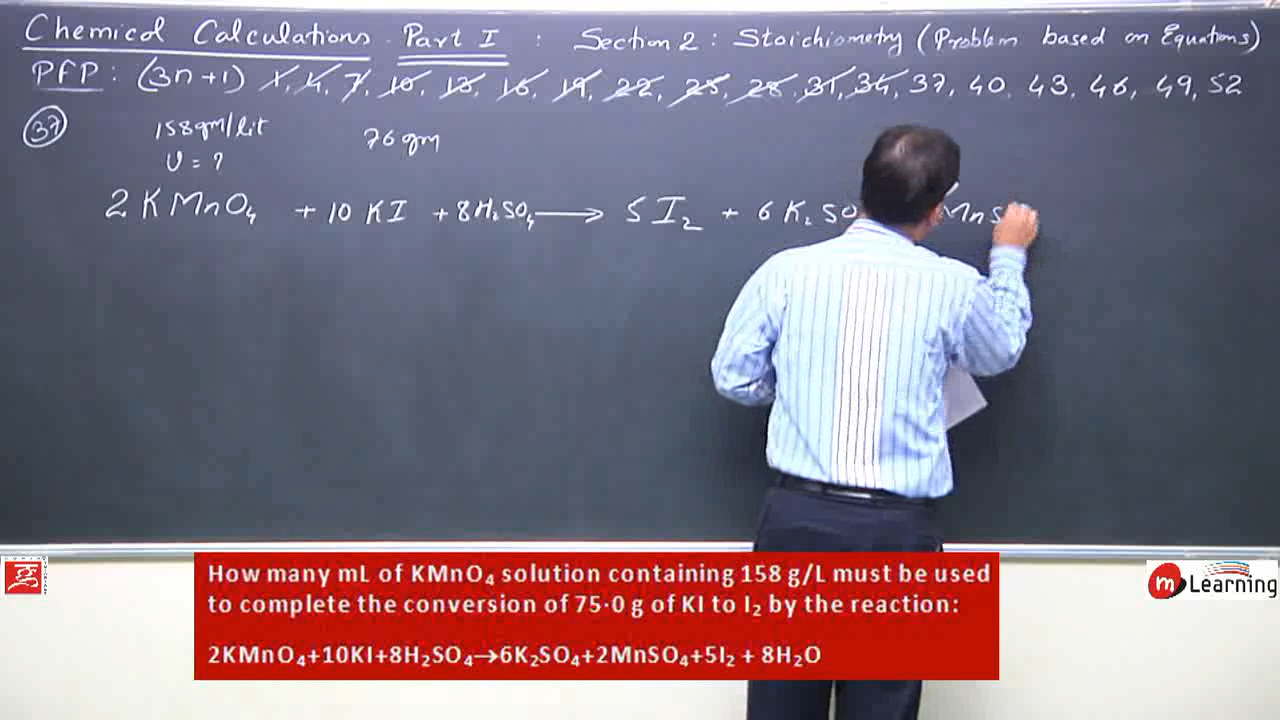 Chemical Calculations Part I : Section 2 : Stoichiometry (Problem based on Equations)
PFP : (3n+1) 1, 4, 7, 10, 13, 16, 19, 22, 25, 28, 31, 34, 37, 40, 43, 46, 49, 52
37 158gm/lit 76 gm
V = ?
2 KMnO₄ + 10 KI + 8H₂SO₄ → 5 I₂ + 6 K₂SO MnS
How many mL of KMnO₄ solution containing 158 g/L must be used
to complete the conversion of 75·0 g of KI to I₂ by the reaction:
2KMnO₄+10KI+8H₂SO₄→6K₂SO₄+2MnSO₄+5I₂ + 8H₂O
m Learning